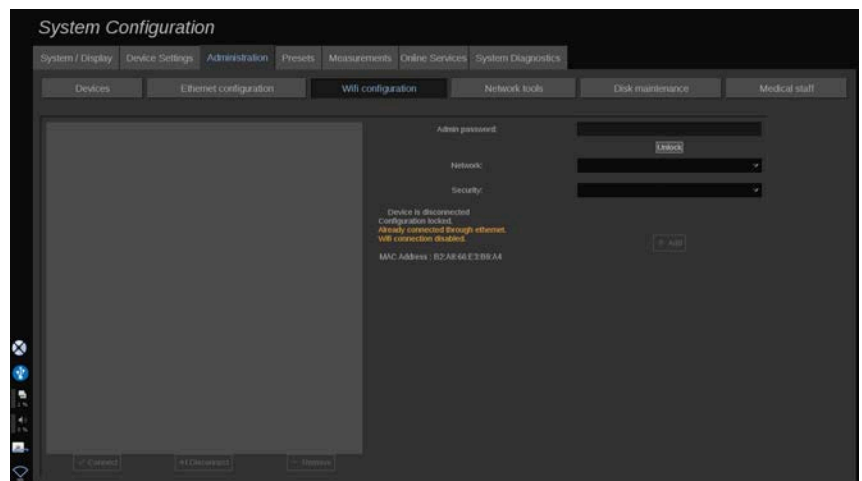 System Configuration
System / Display Device Settings Administration Presets Measurements Online Services System Diagnostics
Devices Ethernet configuration Wifi configuration Network tools Disk maintenance Medical staff
Admin password:
Unlock
Network:
Security:
Device is disconnected
Configuration locked.
Already connected through ethernet.
Wifi connection disabled.
Add
MAC Address : B2:A8:66:E3:B9:A4
Connect Disconnect Remove